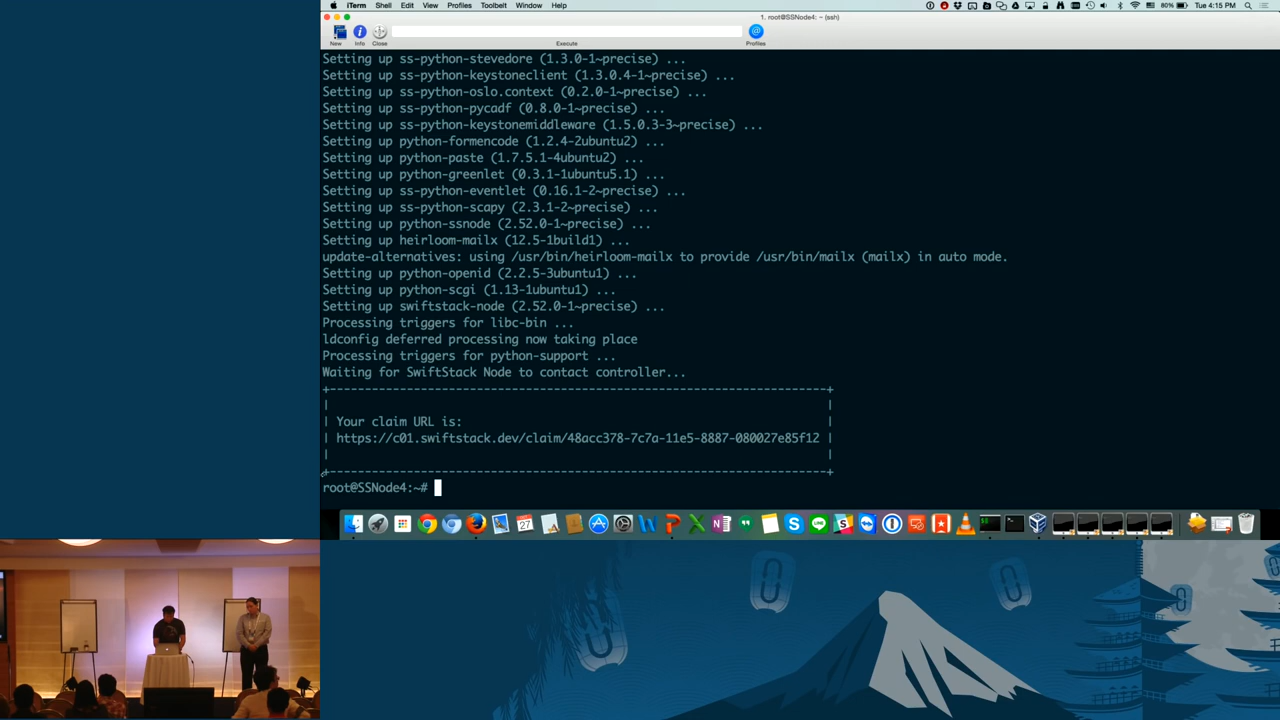 iTerm Shell Edit View Profiles Toolbelt Window Help
80% Tue 4:15 PM
1. root@SSNode4: ~ (ssh)
New Info Close Execute Profiles
Setting up ss-python-stevedore (1.3.0-1~precise) ...
Setting up ss-python-keystoneclient (1.3.0.4-1~precise) ...
Setting up ss-python-oslo.context (0.2.0-1~precise) ...
Setting up ss-python-pycadf (0.8.0-1~precise) ...
Setting up ss-python-keystonemiddleware (1.5.0.3-3~precise) ...
Setting up python-formencode (1.2.4-2ubuntu2) ...
Setting up python-paste (1.7.5.1-4ubuntu2) ...
Setting up python-greenlet (0.3.1-1ubuntu5.1) ...
Setting up ss-python-eventlet (0.16.1-2~precise) ...
Setting up ss-python-scapy (2.3.1-2~precise) ...
Setting up python-ssnode (2.52.0-1~precise) ...
Setting up heirloom-mailx (12.5-1build1) ...
update-alternatives: using /usr/bin/heirloom-mailx to provide /usr/bin/mailx (mailx) in auto mode.
Setting up python-openid (2.2.5-3ubuntu1) ...
Setting up python-scgi (1.13-1ubuntu1) ...
Setting up swiftstack-node (2.52.0-1~precise) ...
Processing triggers for libc-bin ...
ldconfig deferred processing now taking place
Processing triggers for python-support ...
Waiting for SwiftStack Node to contact controller...
Your claim URL is:
https://c01.swiftstack.dev/claim/48acc378-7c7a-11e5-8887-080027e85f12
root@SSNode4:~#
27